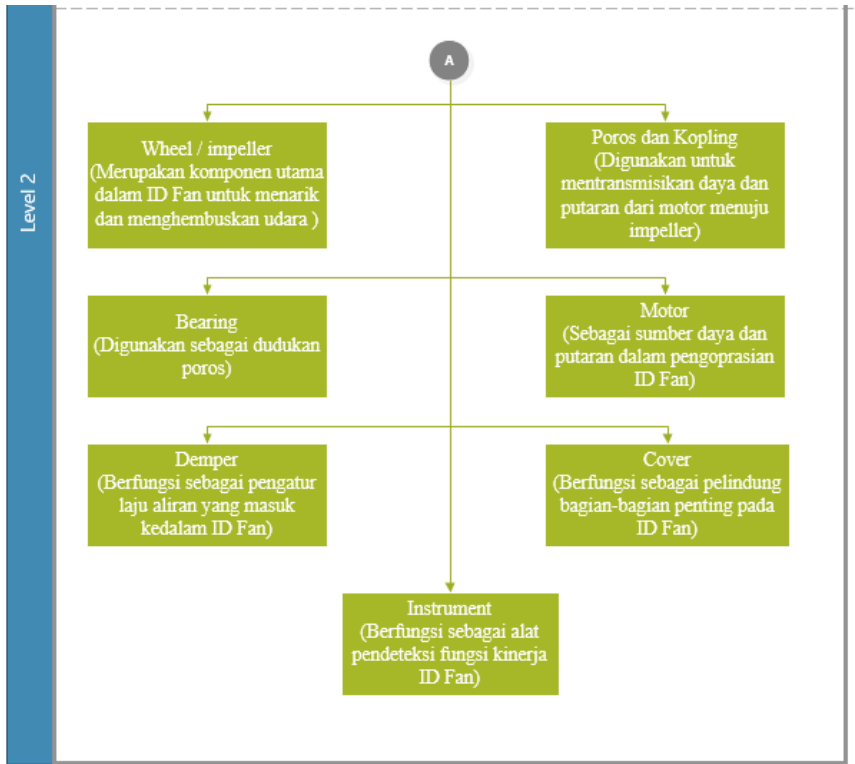 Level 2
A
Wheel / impeller
(Merupakan komponen utama
dalam ID Fan untuk menarik
dan menghembuskan udara )
Poros dan Kopling
(Digunakan untuk
mentransmisikan daya dan
putaran dari motor menuju
impeller)
Bearing
(Digunakan sebagai dudukan
poros)
Motor
(Sebagai sumber daya dan
putaran dalam pengoprasian
ID Fan)
Demper
(Berfungsi sebagai pengatur
laju aliran yang masuk
kedalam ID Fan)
Cover
(Berfungsi sebagai pelindung
bagian-bagian penting pada
ID Fan)
Instrument
(Berfungsi sebagai alat
pendeteksi fungsi kinerja
ID Fan)